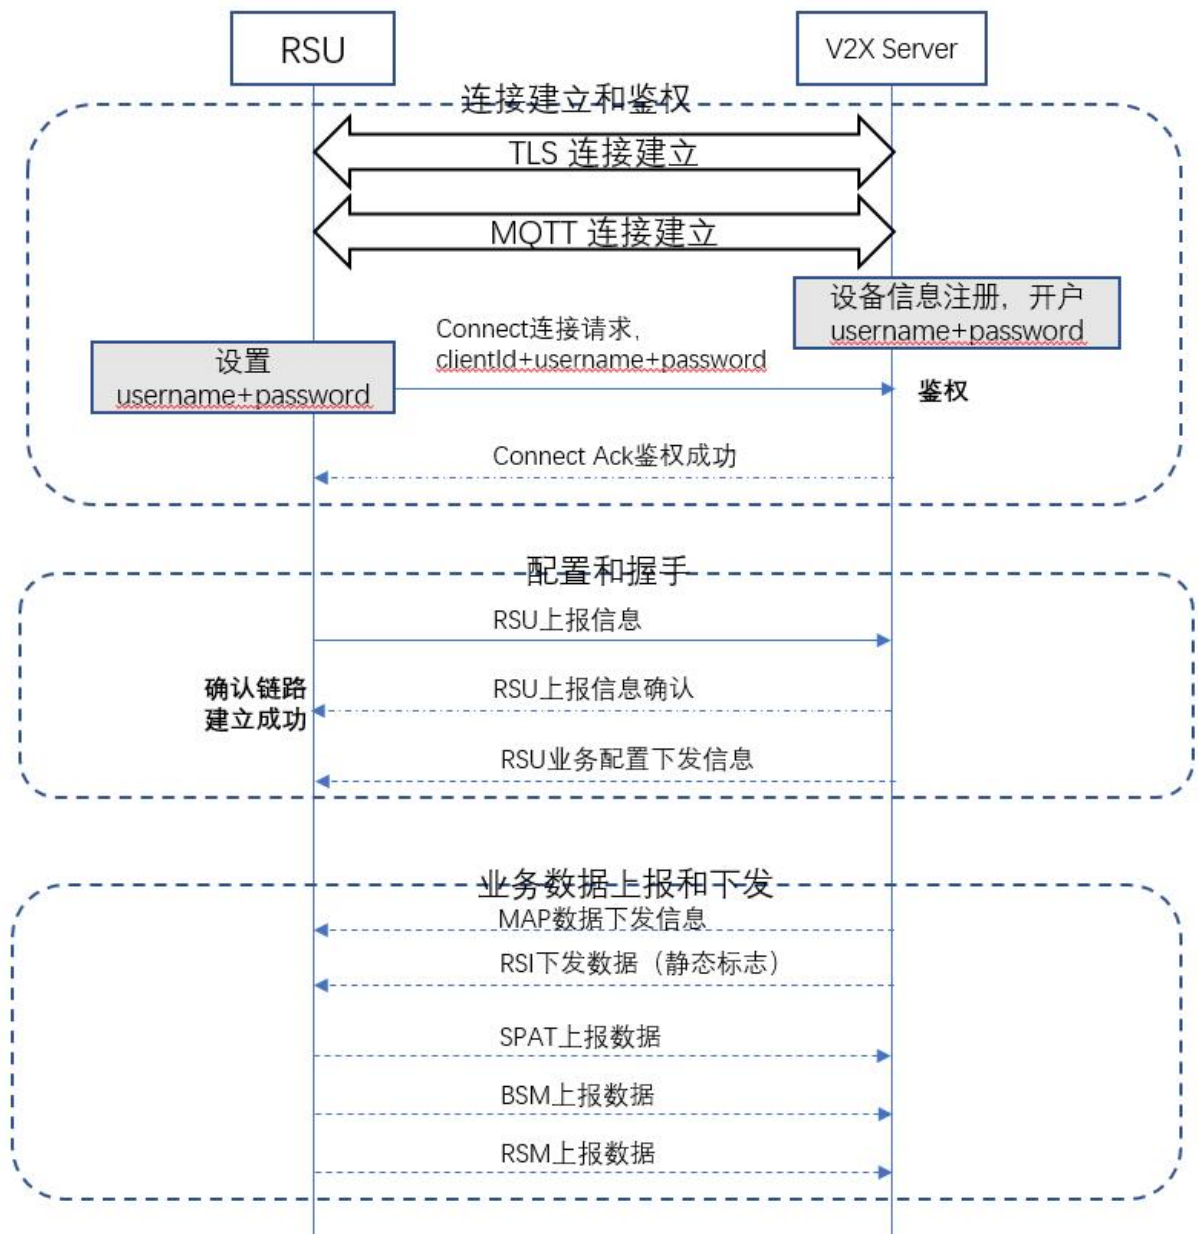 RSU
V2X Server
连接建立和鉴权
TLS 连接建立
MQTT 连接建立
设备信息注册，开户
username+password
Connect连接请求，
clientId+username+password
设置
username+password
鉴权
Connect Ack鉴权成功
配置和握手
RSU上报信息
确认链路
建立成功
RSU上报信息确认
RSU业务配置下发信息
业务数据上报和下发
MAP数据下发信息
RSI下发数据（静态标志）
SPAT上报数据
BSM上报数据
RSM上报数据